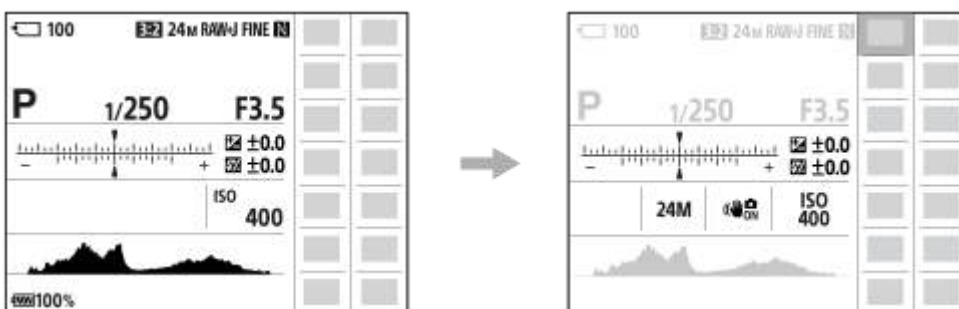 100 3:2 24M RAW+J FINE N
P 1/250 F3.5
±0.0
- + ±0.0
ISO
400
100%
100 3:2 24M RAW+J FINE N
P 1/250 F3.5
±0.0
- + ±0.0
24M ON ISO
400